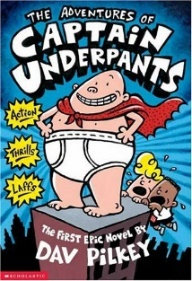 THE ADVENTURES OF
CAPTAIN
UNDERPANTS
ACTION
THRILLS
LAFFS
THE FIRST EPIC NOVEL BY
DAV PILKEY
SCHOLASTIC